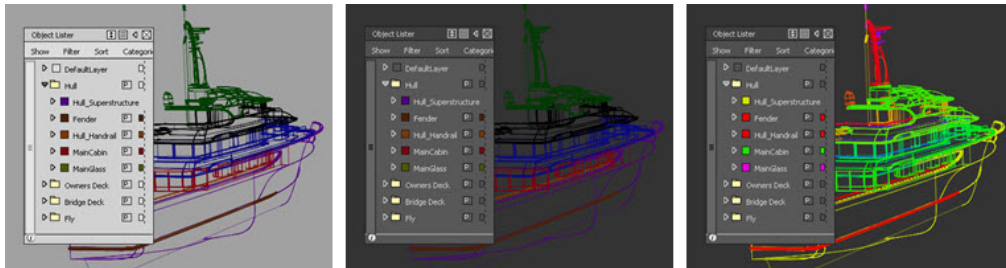 Object Lister
Show Filter Sort Categori
DefaultLayer
Hull
Hull_Superstructure
Fender
Hull_Handrail
MainCabin
MainGlass
Owners Deck
Bridge Deck
Fly
Object Lister
Show Filter Sort Categori
DefaultLayer
Hull
Hull_Superstructure
Fender
Hull_Handrail
MainCabin
MainGlass
Owners Deck
Bridge Deck
Fly
Object Lister
Show Filter Sort Categori
DefaultLayer
Hull
Hull_Superstructure
Fender
Hull_Handrail
MainCabin
MainGlass
Owners Deck
Bridge Deck
Fly